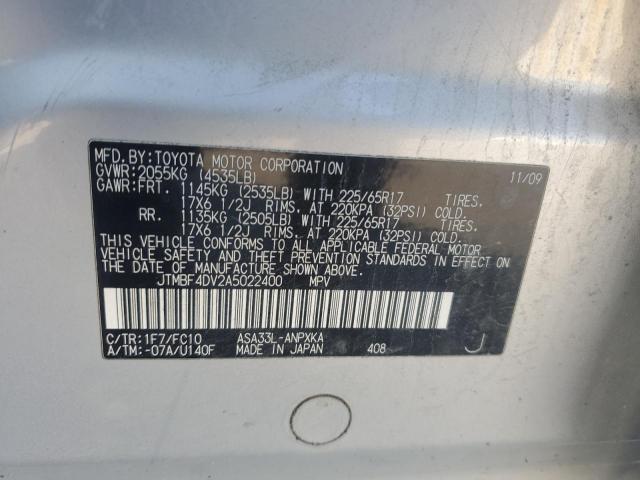 MFD.BY:TOYOTA MOTOR CORPORATION 11/09
GVWR:2055KG (4535LB)
GAWR:FRT. 1145KG (2535LB) WITH 225/65R17 TIRES.
17X6 1/2J RIMS. AT 220KPA (32PSI) COLD.
RR. 1135KG (2505LB) WITH 225/65R17 TIRES.
17X6 1/2J RIMS. AT 220KPA (32PSI) COLD.
THIS VEHICLE CONFORMS TO ALL APPLICABLE FEDERAL MOTOR
VEHICLE SAFETY AND THEFT PREVENTION STANDARDS IN EFFECT
ON THE DATE OF MANUFACTURE SHOWN ABOVE.
JTMBF4DV2A5022400 MPV
C/TR:1F7/FC10 ASA33L-ANPXKA J
A/TM:-07A/U140F MADE IN JAPAN 408